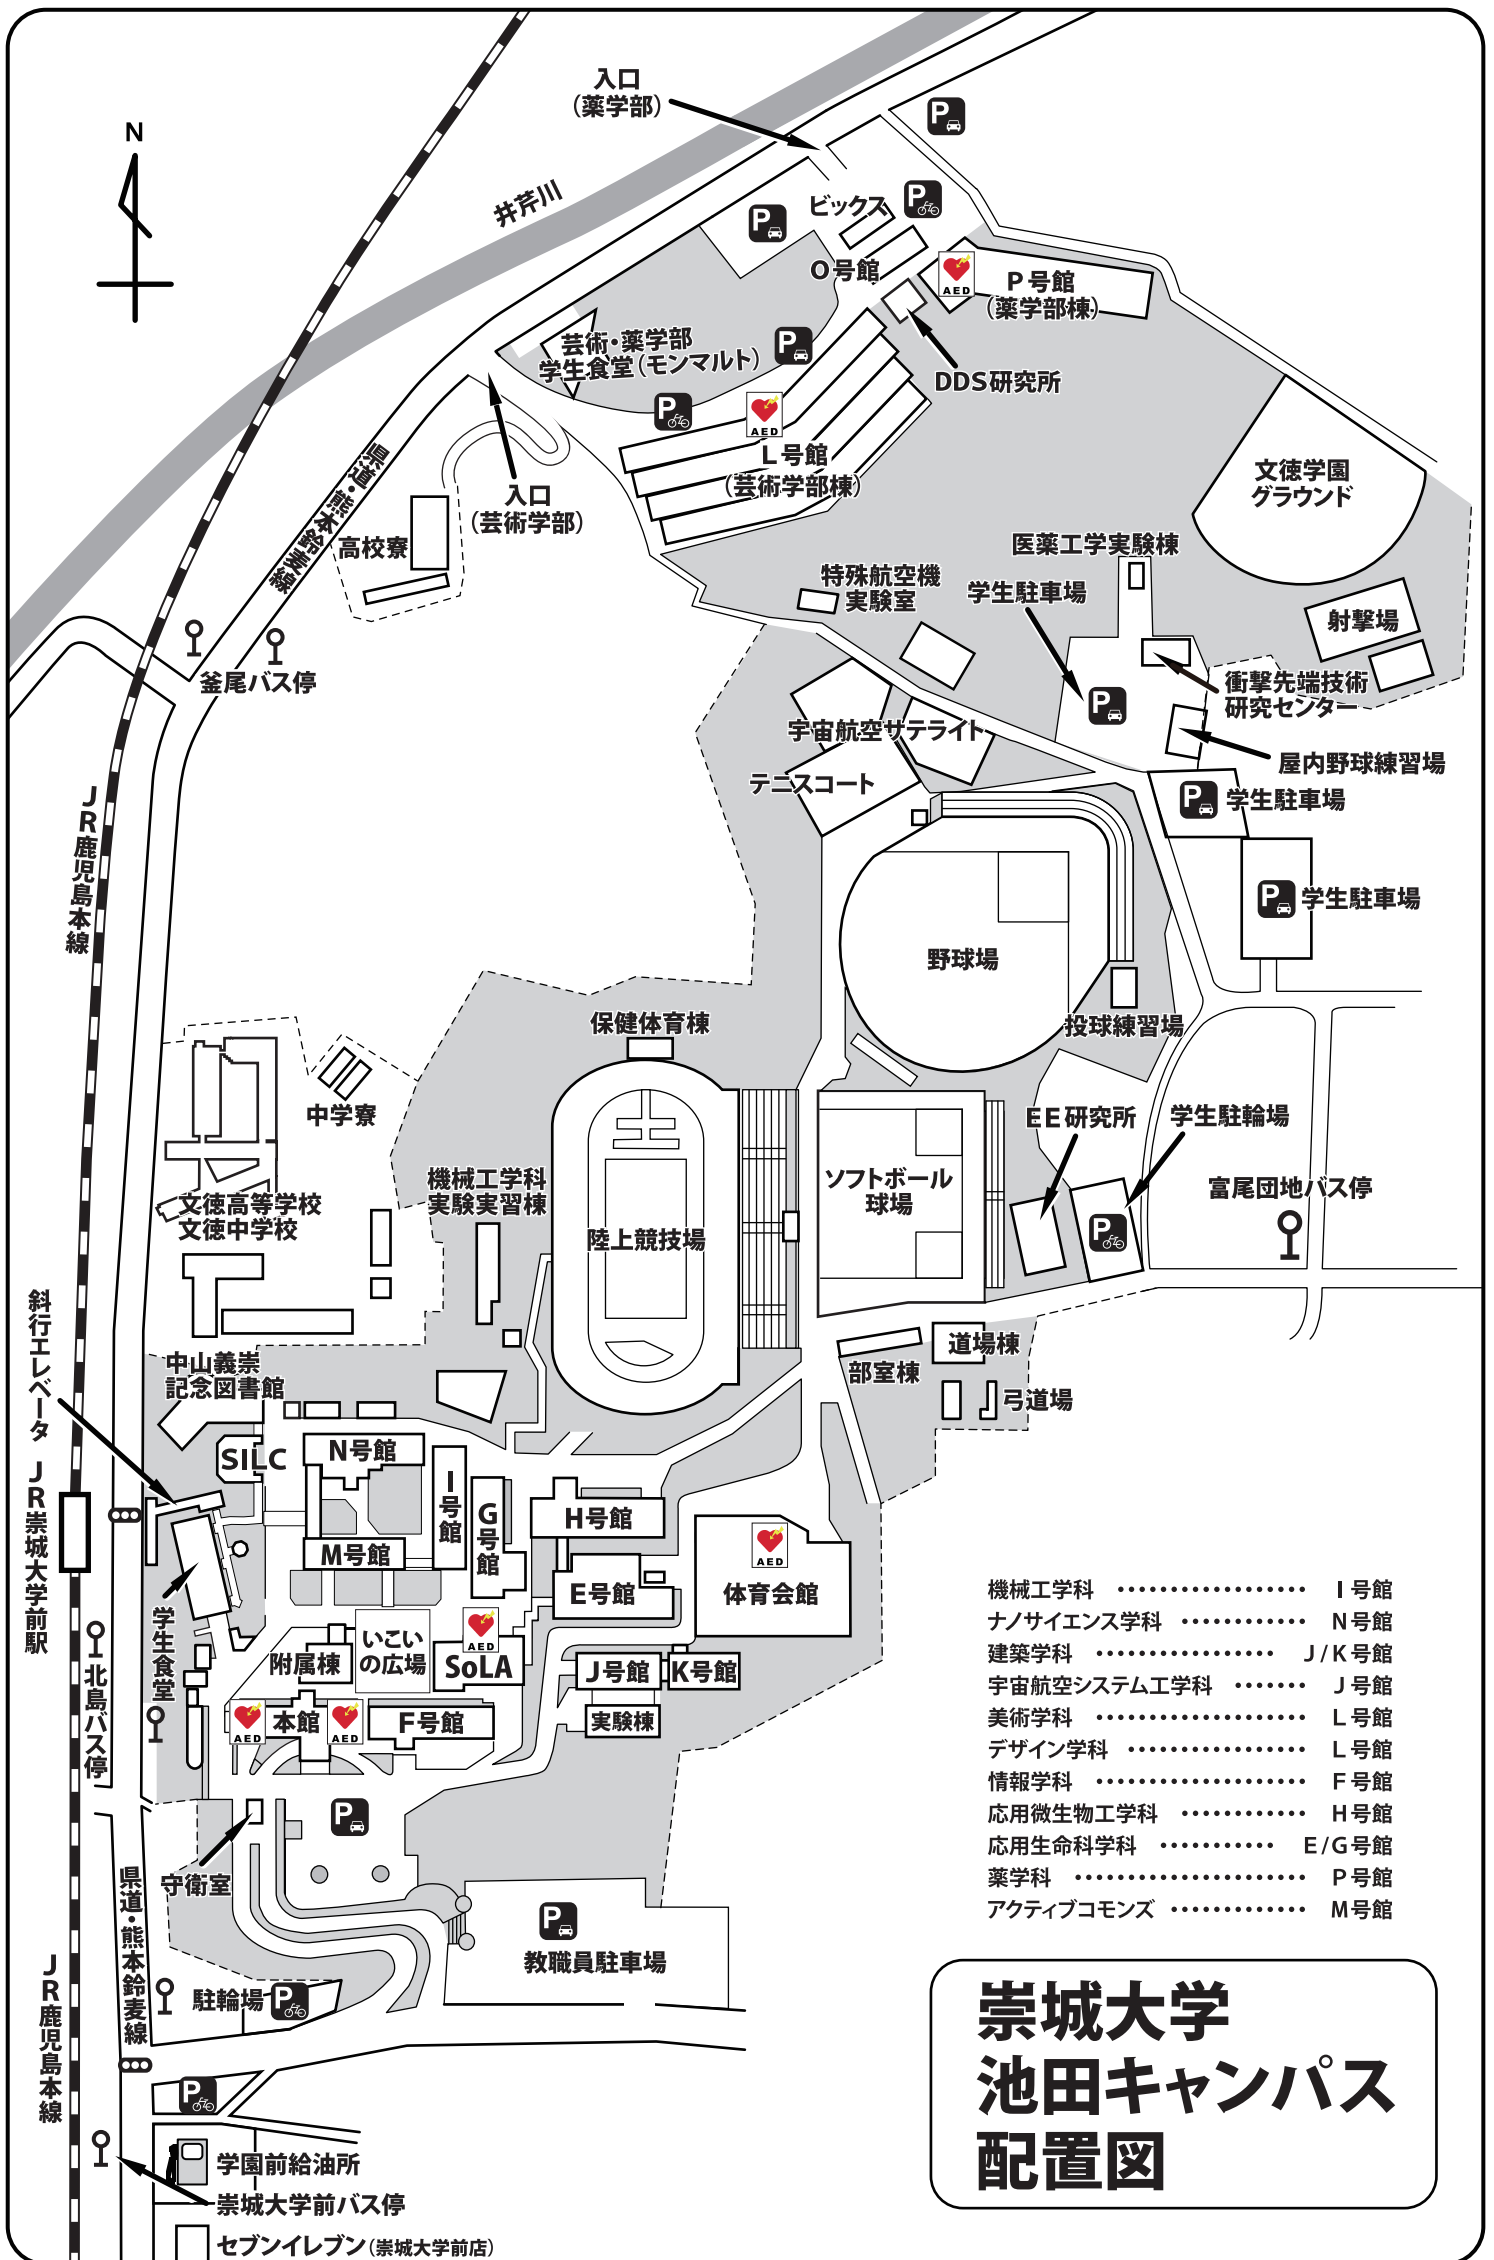 N
入口
(薬学部)
P
井芹川
ビックス
P
P
O号館
AED
P号館
(薬学部棟)
芸術・薬学部
学生食堂(モンマルト)
P
DDS研究所
P
AED
L号館
(芸術学部棟)
入口
(芸術学部)
県道・熊本鈴麦線
高校寮
文徳学園
グラウンド
医薬工学実験棟
特殊航空機
実験室
学生駐車場
射撃場
釜尾バス停
衝撃先端技術
研究センター
P
宇宙航空サテライト
屋内野球練習場
テニスコート
P
学生駐車場
JR鹿児島本線
P
学生駐車場
野球場
投球練習場
保健体育棟
中学寮
EE研究所
学生駐輪場
機械工学科
実験実習棟
ソフトボール
球場
富尾団地バス停
文徳高等学校
文徳中学校
陸上競技場
P
斜行エレベータ
中山義崇
記念図書館
道場棟
部室棟
弓道場
SILC
N号館
I号館
G号館
H号館
JR崇城大学前駅
M号館
AED
E号館
体育会館
学生食堂
AED
いこい
の広場
附属棟
SoLA
J号館
K号館
北島バス停
AED
本館
AED
F号館
実験棟
P
守衛室
県道・熊本鈴麦線
P
教職員駐車場
JR鹿児島本線
駐輪場
P
P
学園前給油所
崇城大学前バス停
セブンイレブン(崇城大学前店)
機械工学科 ・・・・・・・・・・・・・・・・・・ I号館
ナノサイエンス学科 ・・・・・・・・・・・・ N号館
建築学科 ・・・・・・・・・・・・・・・・・ J/K号館
宇宙航空システム工学科 ・・・・・・・ J号館
美術学科 ・・・・・・・・・・・・・・・・・・・・ L号館
デザイン学科 ・・・・・・・・・・・・・・・・・ L号館
情報学科 ・・・・・・・・・・・・・・・・・・・・ F号館
応用微生物工学科 ・・・・・・・・・・・・ H号館
応用生命科学科 ・・・・・・・・・・・ E/G号館
薬学科 ・・・・・・・・・・・・・・・・・・・・・・ P号館
アクティブコモンズ ・・・・・・・・・・・・・ M号館
崇城大学
池田キャンパス
配置図